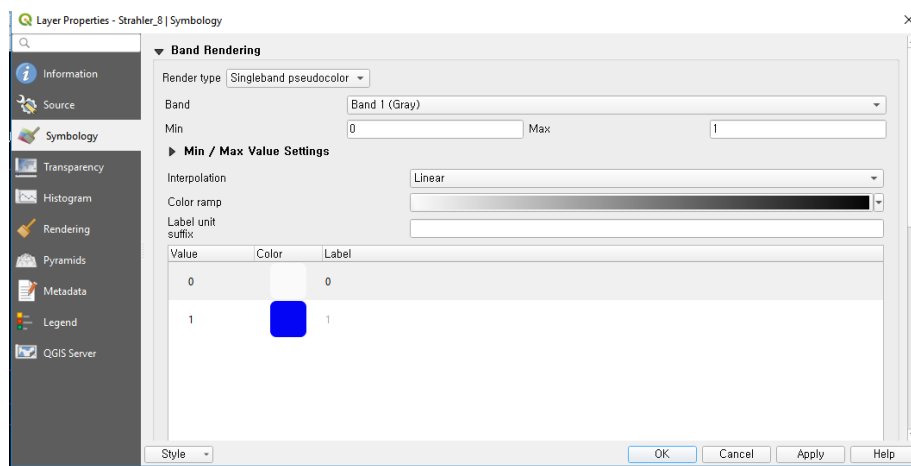 Layer Properties - Strahler_8 | Symbology
Information
Source
Symbology
Transparency
Histogram
Rendering
Pyramids
Metadata
Legend
QGIS Server
Band Rendering
Render type Singleband pseudocolor
Band Band 1 (Gray)
Min 0 Max 1
Min / Max Value Settings
Interpolation Linear
Color ramp
Label unit
suffix
Value Color Label
0 0
1 1
Style OK Cancel Apply Help